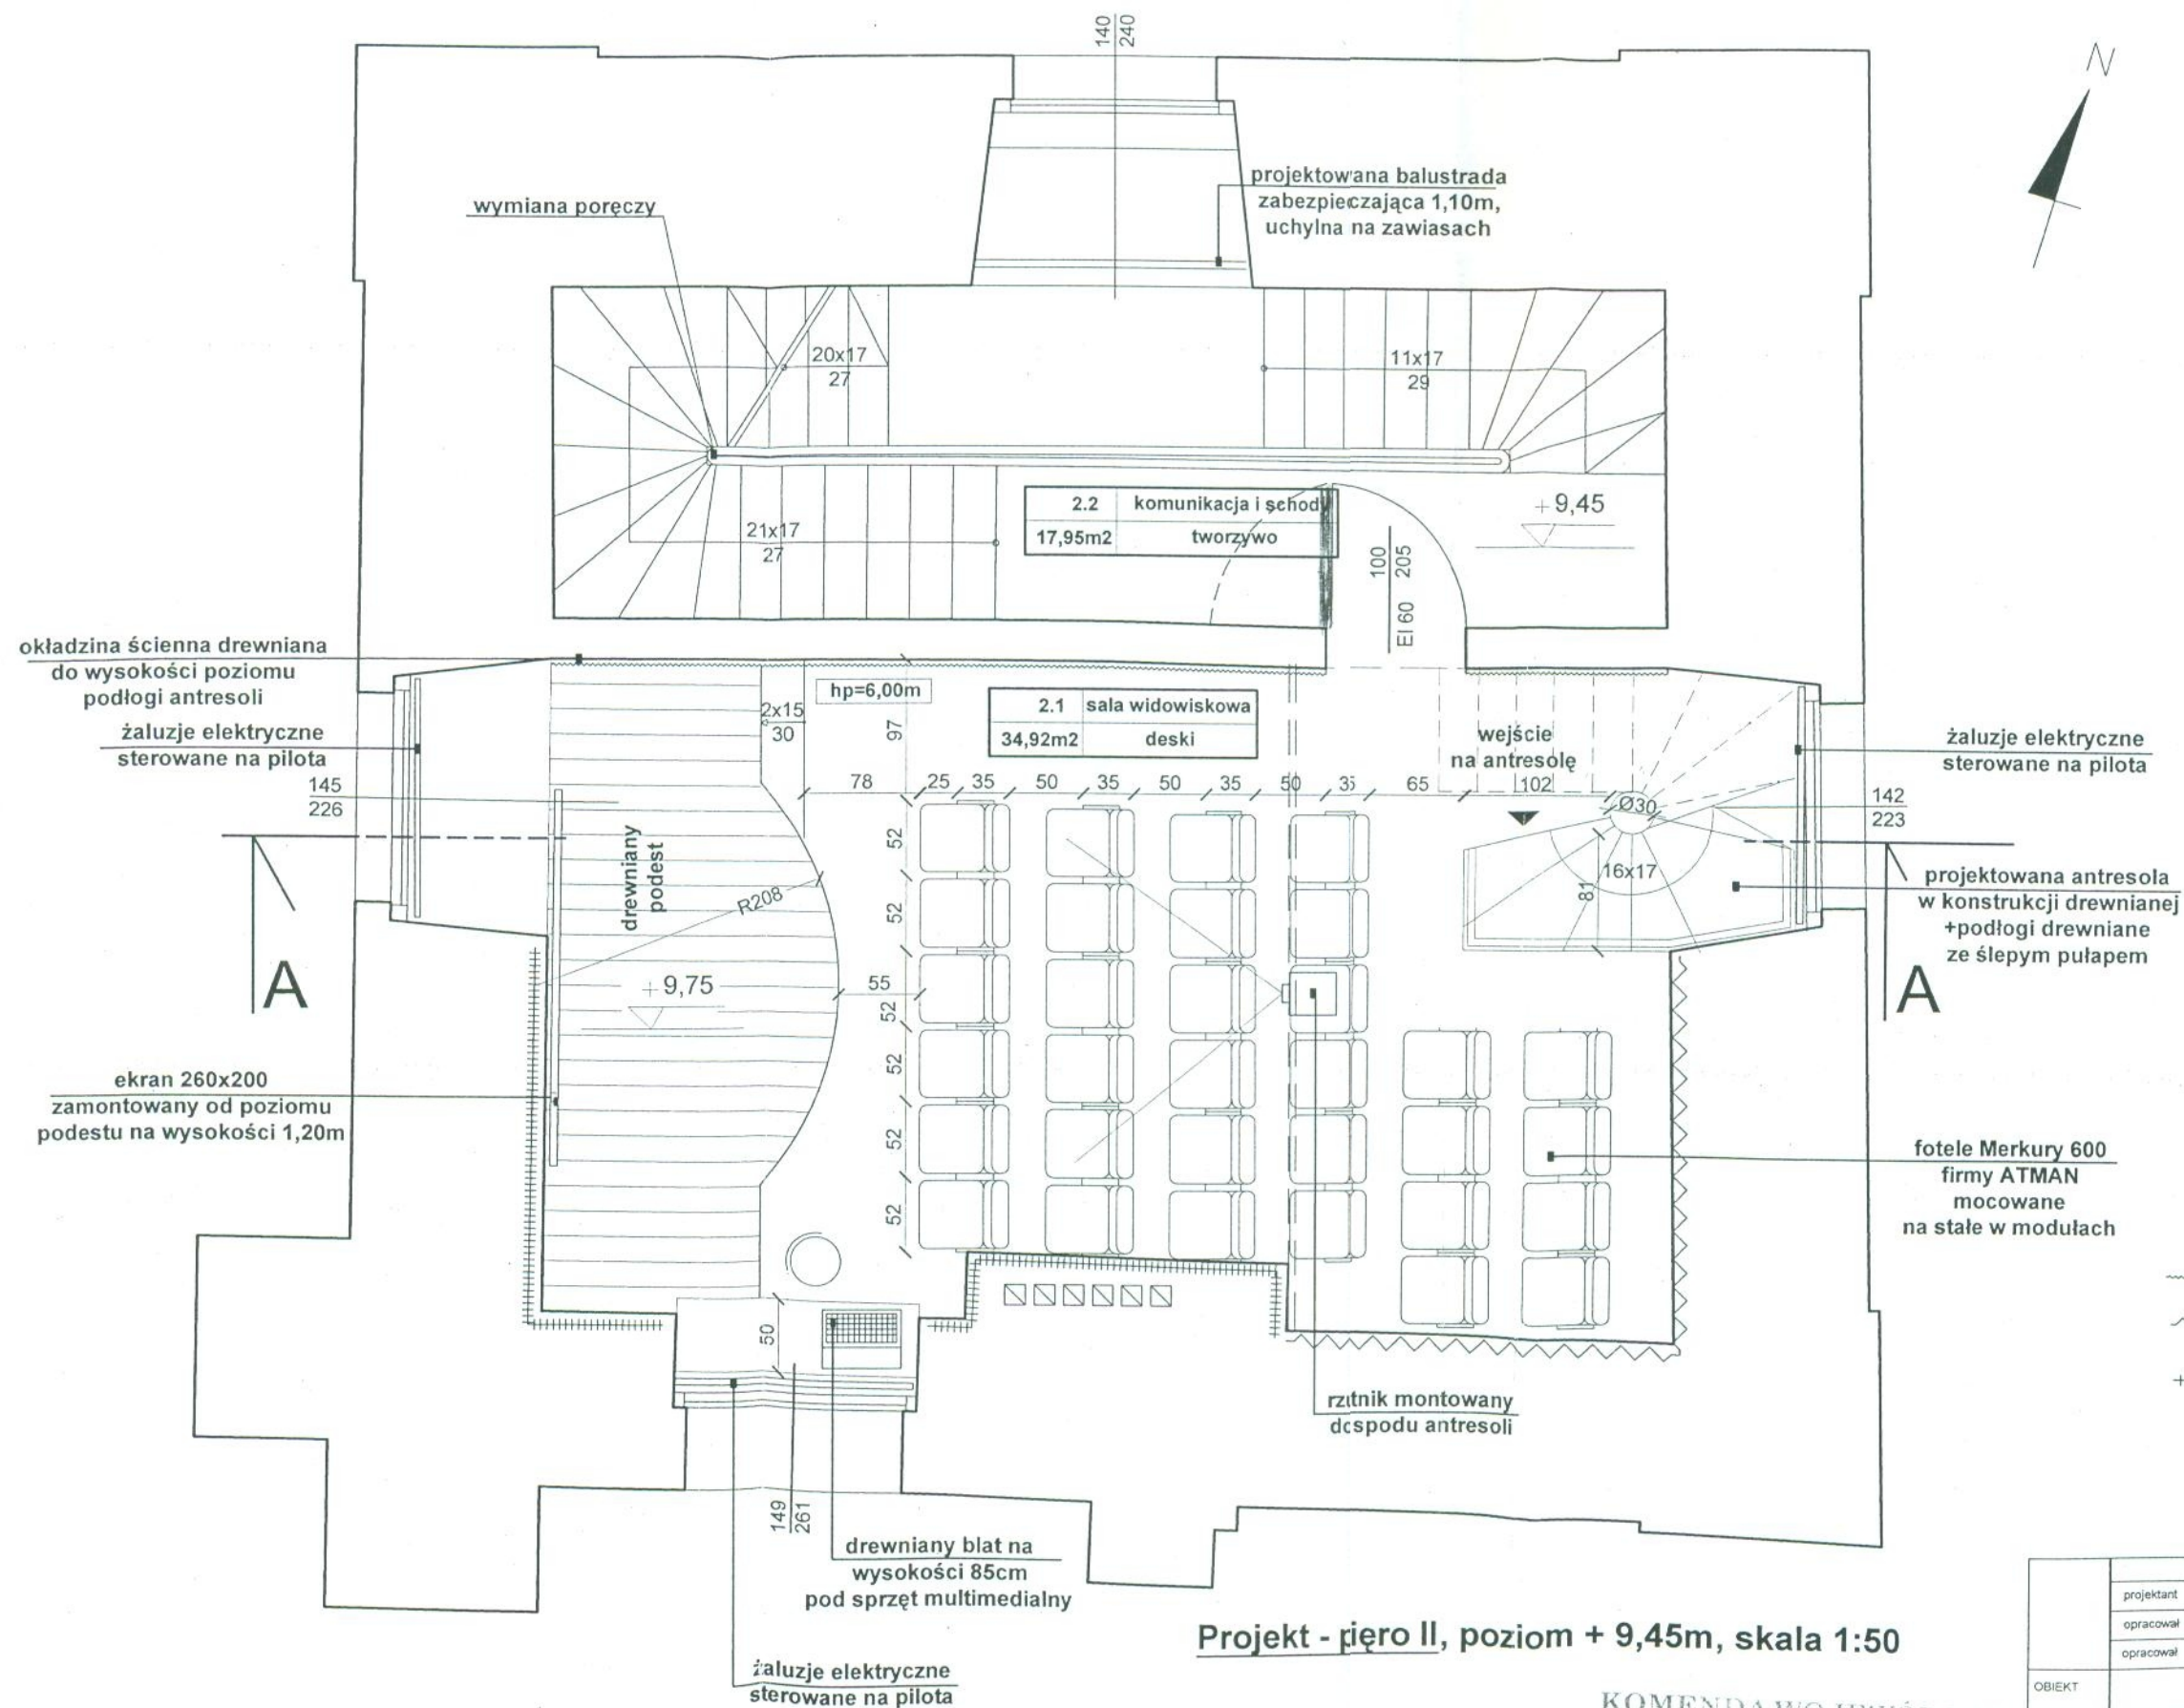 140
240
N
projektowana balustrada
zabezpieczająca 1,10m,
uchylna na zawiasach
wymiana poręczy
20x17
27
11x17
29
21x17
27
2.2 komunikacja i schody
17,95m2 tworzywo
+9,45
100
205
EI 60
okładzina ścienna drewniana
do wysokości poziomu
podłogi antresoli
żaluzje elektryczne
sterowane na pilota
145
226
hp=6,00m
2x15
30
97
2.1 sala widowiskowa
34,92m2 deski
wejście
na antresolę
żaluzje elektryczne
sterowane na pilota
142
223
78 25 35 50 35 50 35 50 35 65 102
Ø30
16x17
81
drewniany
podest
R208
52
52
52
52
52
52
55
+9,75
A
A
projektowana antresola
w konstrukcji drewnianej
+podłogi drewniane
ze ślepym pułapem
ekran 260x200
zamontowany od poziomu
podestu na wysokości 1,20m
fotele Merkury 600
firmy ATMAN
mocowane
na stałe w modułach
50
149
261
rzutnik montowany
do spodu antresoli
drewniany blat na
wysokości 85cm
pod sprzęt multimedialny
żaluzje elektryczne
sterowane na pilota
Projekt - pięro II, poziom + 9,45m, skala 1:50
projektant
opracował
opracował
OBIEKT
KOMENDA